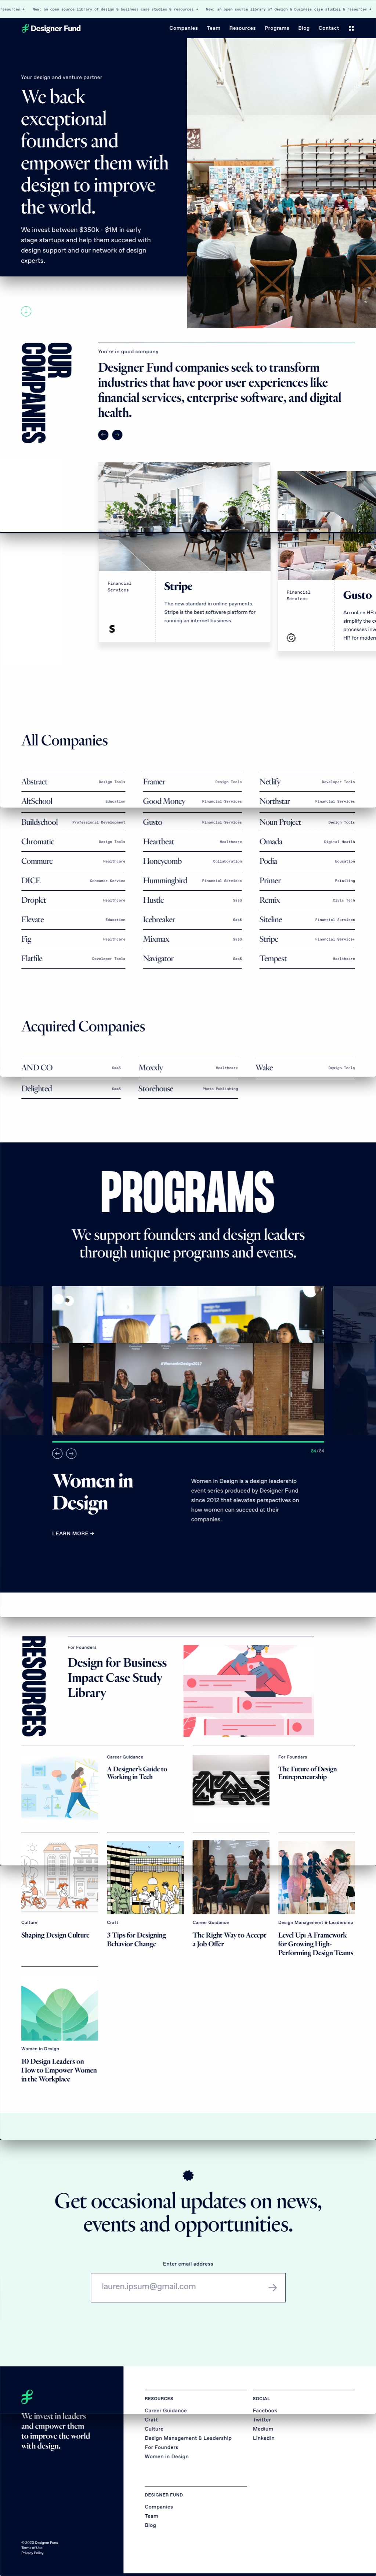 resources → New: an open source library of design & business case studies & resources → New: an open source library of design & business case studies & resources →
Designer Fund
Companies Team Resources Programs Blog Contact
Your design and venture partner
We back
exceptional
founders and
empower them with
design to improve
the world.
We invest between $350k - $1M in early
stage startups and help them succeed with
design support and our network of design
experts.
OUR
COMPANIES
You're in good company
Designer Fund companies seek to transform
industries that have poor user experiences like
financial services, enterprise software, and digital
health.
Financial
Services
Stripe
The new standard in online payments.
Stripe is the best software platform for
running an internet business.
Financial
Services
Gusto
An online HR
simplify the co
processes invo
HR for modern
All Companies
Abstract Design Tools
AltSchool Education
Buildschool Professional Development
Chromatic Design Tools
Commure Healthcare
DICE Consumer Service
Droplet Healthcare
Elevate Education
Fig Healthcare
Flatfile Developer Tools
Framer Design Tools
Good Money Financial Services
Gusto Financial Services
Heartbeat Healthcare
Honeycomb Collaboration
Hummingbird Financial Services
Hustle SaaS
Icebreaker SaaS
Mixmax SaaS
Navigator SaaS
Netlify Developer Tools
Northstar Financial Services
Noun Project Design Tools
Omada Digital Health
Podia Education
Primer Retailing
Remix Civic Tech
Siteline Financial Services
Stripe Financial Services
Tempest Healthcare
Acquired Companies
AND CO SaaS
Delighted SaaS
Moxxly Healthcare
Storehouse Photo Publishing
Wake Design Tools
PROGRAMS
We support founders and design leaders
through unique programs and events.
04/04
Women in
Design
LEARN MORE →
Women in Design is a design leadership
event series produced by Designer Fund
since 2012 that elevates perspectives on
how women can succeed at their
companies.
RESOURCES
For Founders
Design for Business
Impact Case Study
Library
Career Guidance
A Designer's Guide to
Working in Tech
For Founders
The Future of Design
Entrepreneurship
Culture
Shaping Design Culture
Craft
3 Tips for Designing
Behavior Change
Career Guidance
The Right Way to Accept
a Job Offer
Design Management & Leadership
Level Up: A Framework
for Growing High-
Performing Design Teams
Women in Design
10 Design Leaders on
How to Empower Women
in the Workplace
Get occasional updates on news,
events and opportunities.
Enter email address
lauren.ipsum@gmail.com
We invest in leaders
and empower them
to improve the world
with design.
© 2020 Designer Fund
Terms of Use
Privacy Policy
RESOURCES
Career Guidance
Craft
Culture
Design Management & Leadership
For Founders
Women in Design
SOCIAL
Facebook
Twitter
Medium
LinkedIn
DESIGNER FUND
Companies
Team
Blog